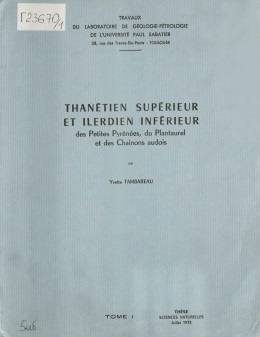 T23670/1
TRAVAUX
DU LABORATOIRE DE GÉOLOGIE-PÉTROLOGIE
DE L'UNIVERSITÉ PAUL SABATIER
38, rue des Trente-Six-Ponts - TOULOUSE
THANÉTIEN SUPÉRIEUR
ET ILERDIEN INFÉRIEUR
des Petites Pyrénées, du Plantaurel
et des Chaînons audois
par
Yvette TAMBAREAU
TOME I
THÈSE
SCIENCES NATURELLES
Juillet 1972